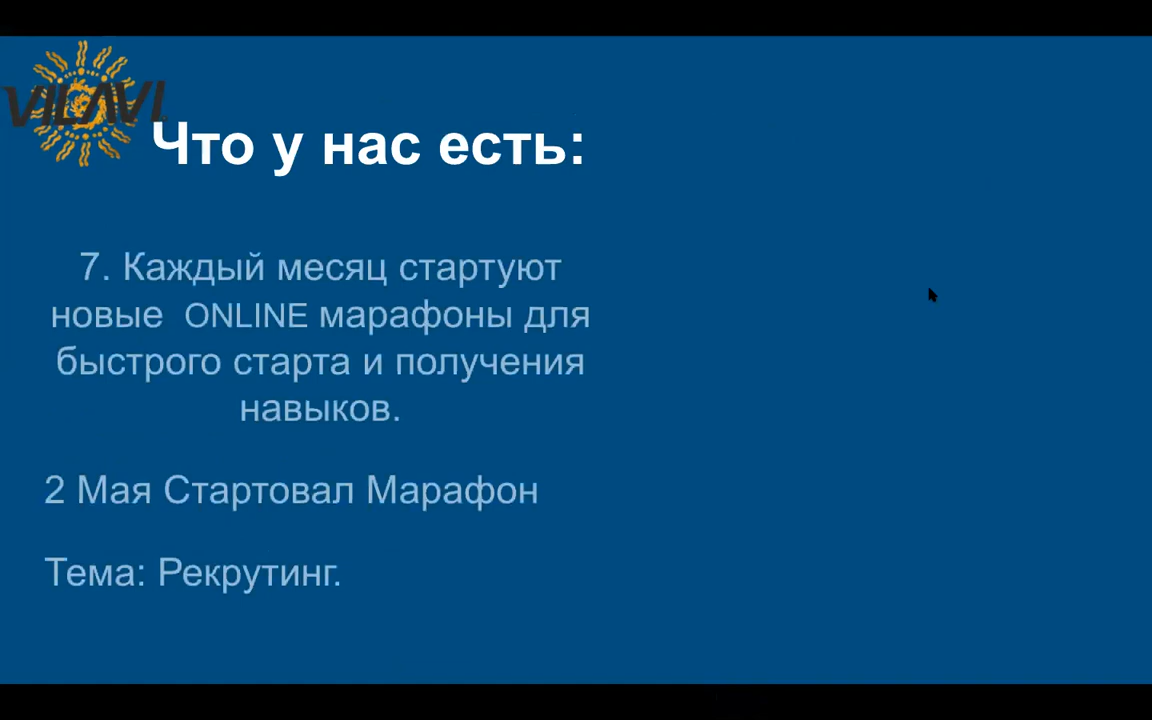 VILAVI
Что у нас есть:
7. Каждый месяц стартуют
новые ONLINE марафоны для
быстрого старта и получения
навыков.
2 Мая Стартовал Марафон
Тема: Рекрутинг.